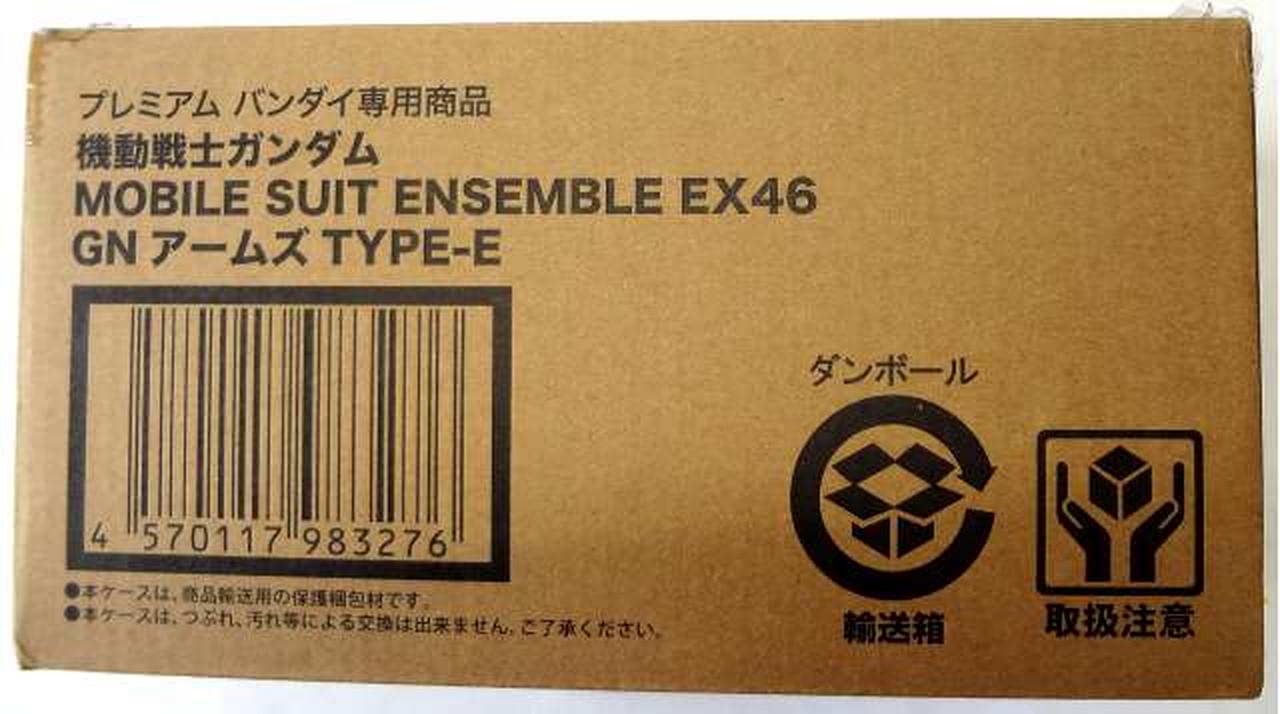 プレミアム バンダイ専用商品
機動戦士ガンダム
MOBILE SUIT ENSEMBLE EX46
GN アームズ TYPE-E
4 570117 983276
●本ケースは、商品輸送用の保護梱包材です。
●本ケースは、つぶれ、汚れ等による交換は出来ません。ご了承ください。
ダンボール
輸送箱
取扱注意